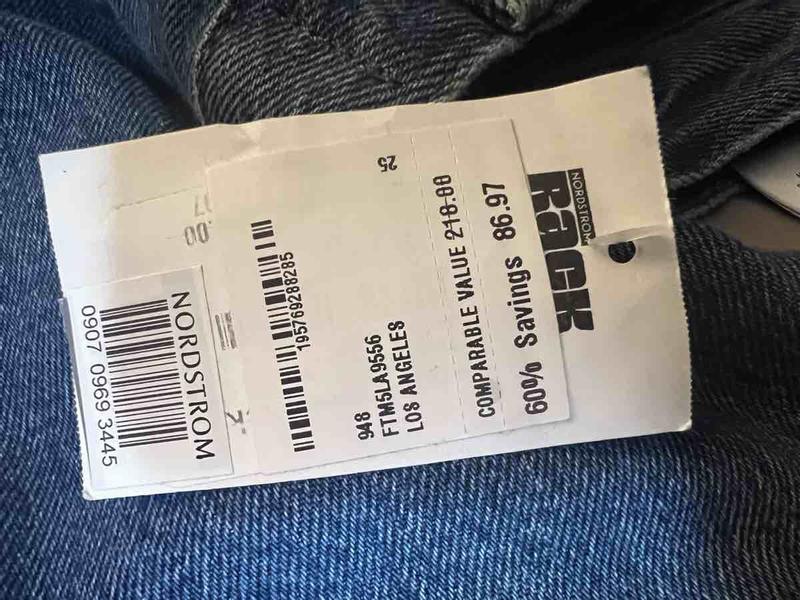 NORDSTROM
RACK
60% Savings 86.97
COMPARABLE VALUE 218.00
25
948
FTM5LA9556
LOS ANGELES
195769288285
.00
NORDSTROM
0907 0969 3445